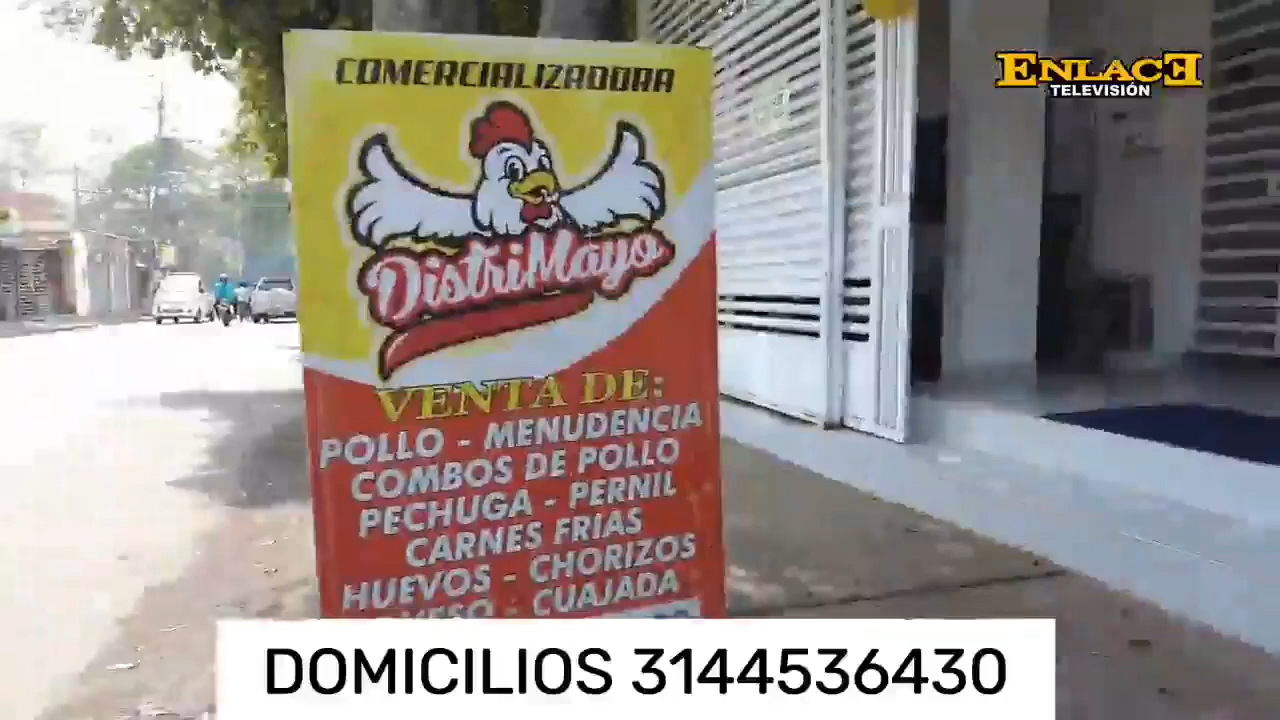 COMERCIALIZADORA
ENLACE
TELEVISIÓN
DistriMayo
VENTA DE:
POLLO - MENUDENCIA
COMBOS DE POLLO
PECHUGA - PERNIL
CARNES FRIAS
HUEVOS - CHORIZOS
- CUAJADA
DOMICILIOS 3144536430